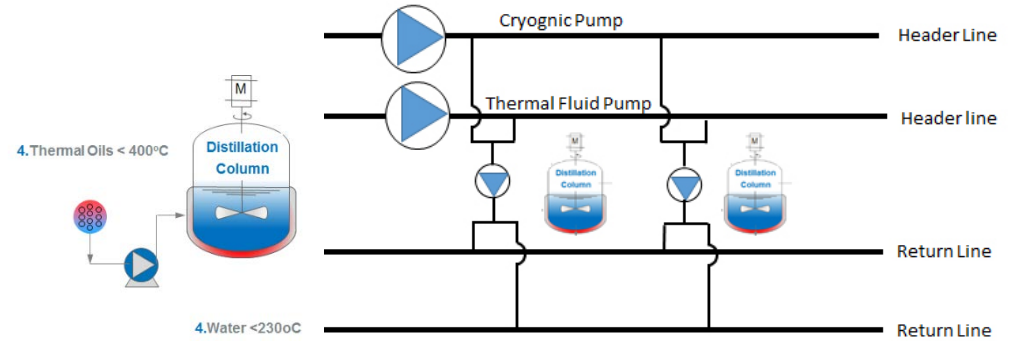 Cryognic Pump
Header Line
M
Thermal Fluid Pump
Header line
4.Thermal Oils < 400°C
Distillation
Column
M
Distillation
Column
M
Distillation
Column
Return Line
4.Water <230oC
Return Line